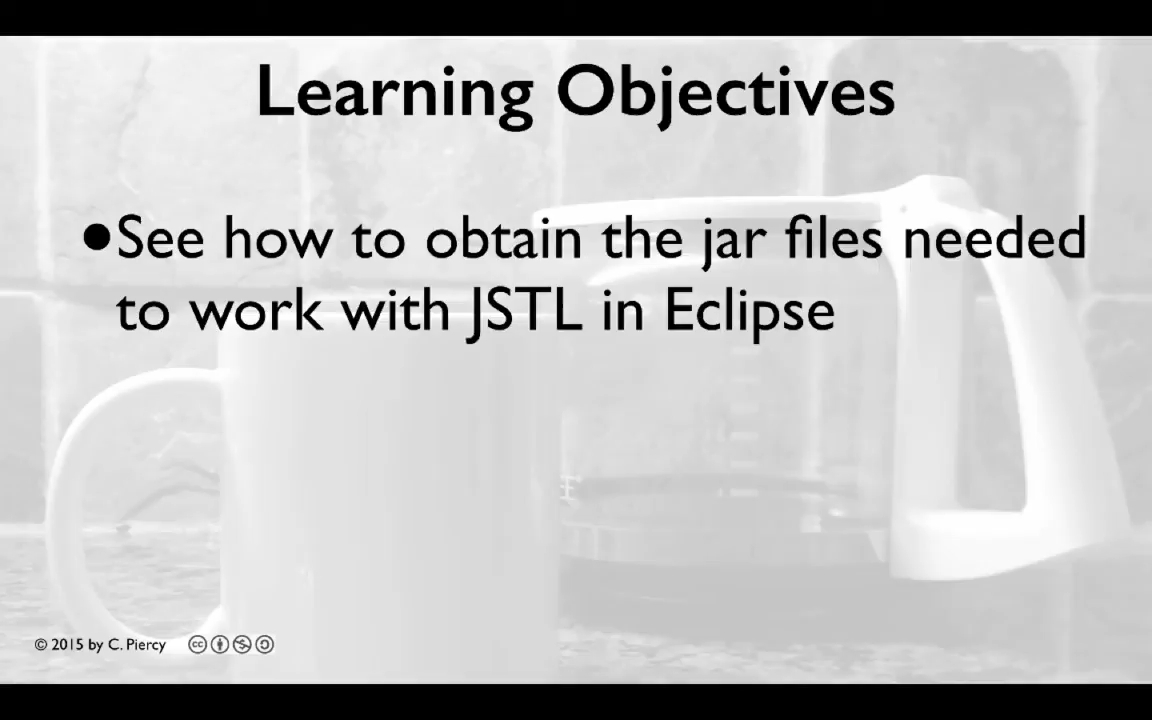 Learning Objectives
•See how to obtain the jar files needed
to work with JSTL in Eclipse
© 2015 by C. Piercy